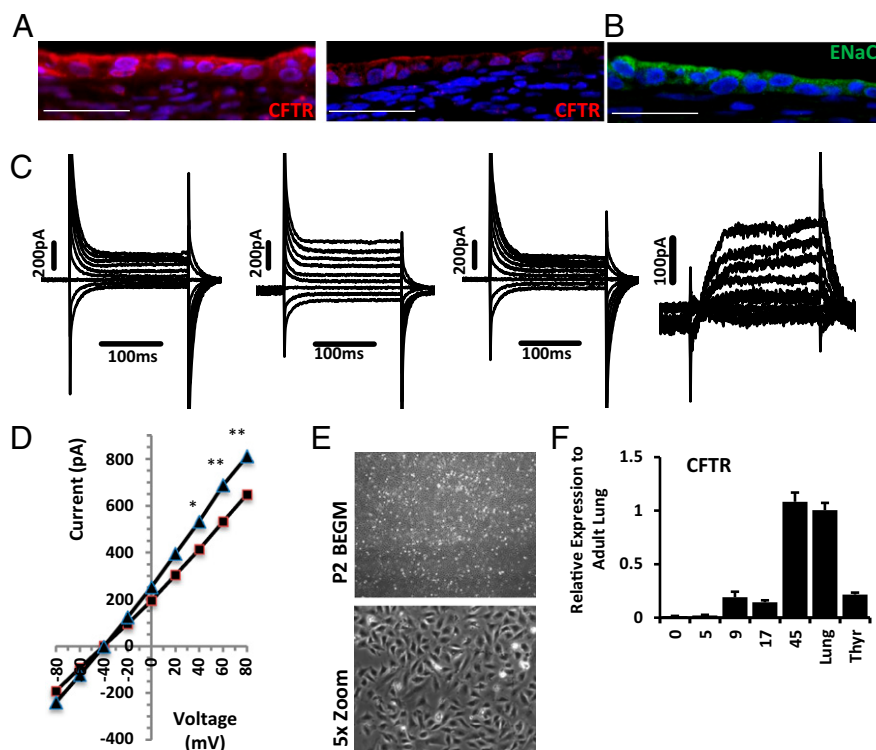 A
B
CFTR
CFTR
ENaC
C
200pA
200pA
200pA
100pA
100ms
100ms
100ms
D
E
F
Current (pA)
800
600
400
200
0
-200
-400
-80
-60
-40
-20
0
20
40
60
80
*
**
**
Voltage
(mV)
P2 BEGM
5x Zoom
Relative Expression to
Adult Lung
CFTR
1.5
1
0.5
0
0
5
9
17
45
Lung
Thyr